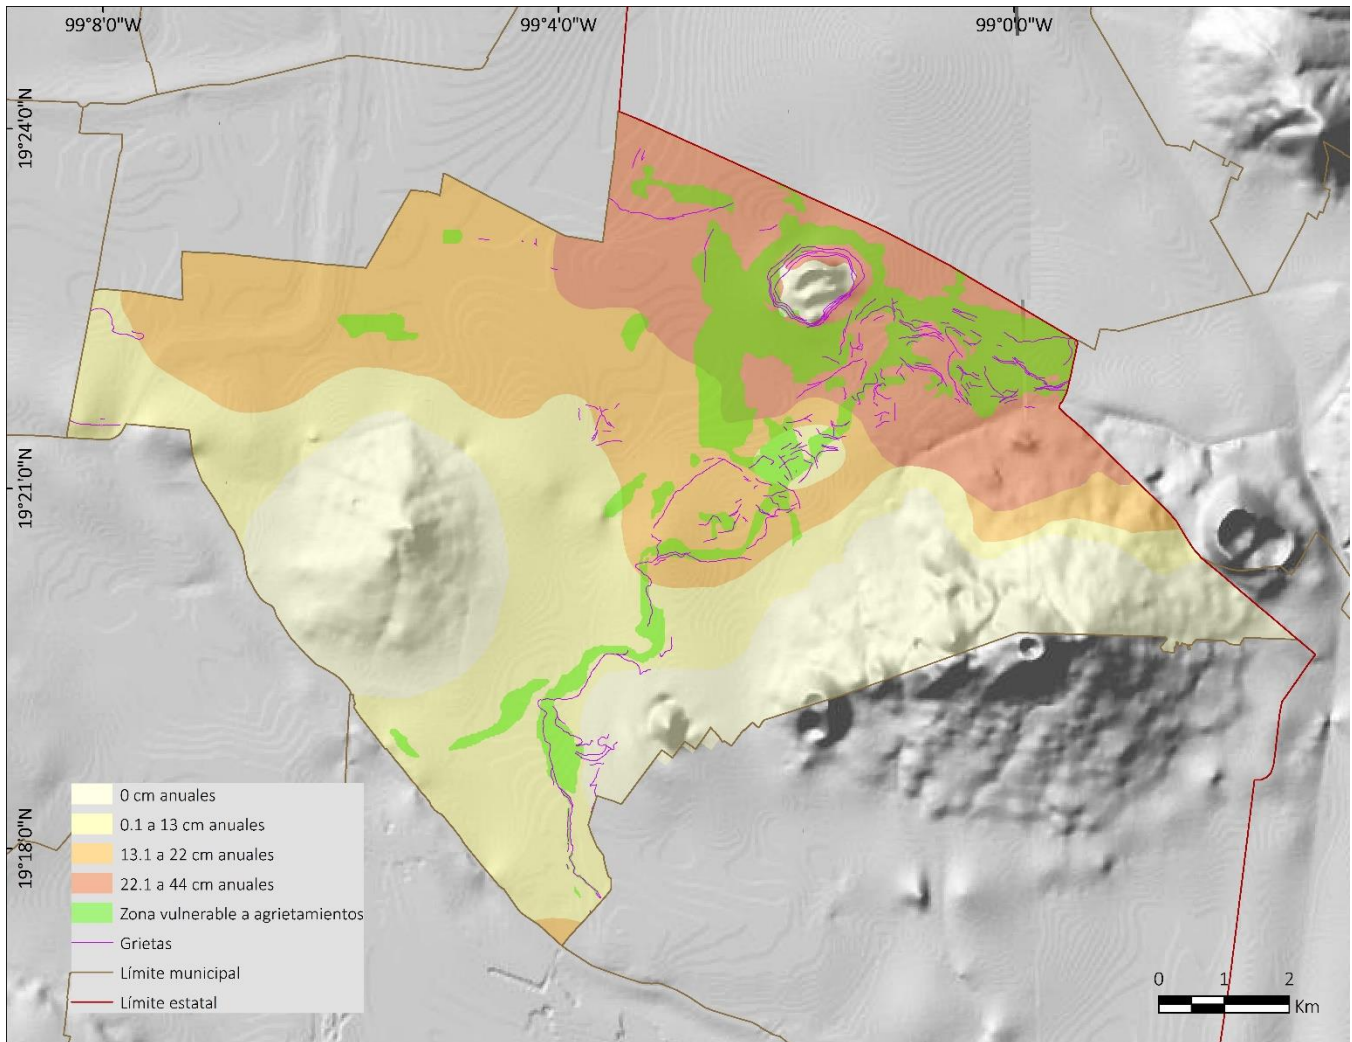 99°8'0"W
99°4'0"W
99°0'0"W
19°24'0"N
19°21'0"N
19°18'0"N
0 cm anuales
0.1 a 13 cm anuales
13.1 a 22 cm anuales
22.1 a 44 cm anuales
Zona vulnerable a agrietamientos
Grietas
Límite municipal
Límite estatal
0 1 2
Km